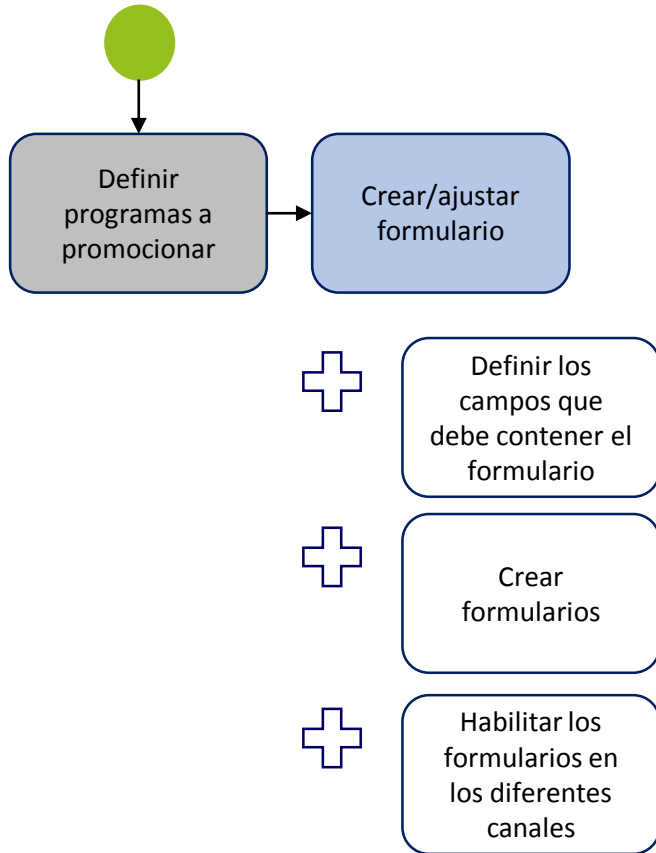 Definir
programas a
promocionar
Crear/ajustar
formulario
Definir los
campos que
debe contener el
formulario
Crear
formularios
Habilitar los
formularios en
los diferentes
canales